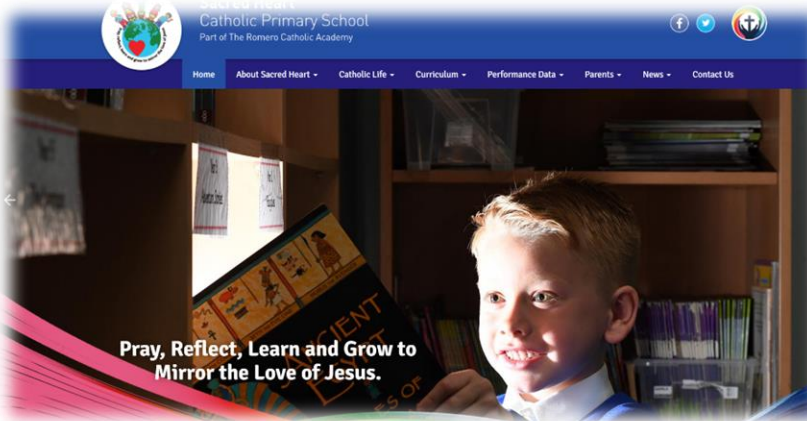 Sacred Heart
Catholic Primary School
Part of The Romero Catholic Academy
Home
About Sacred Heart
Catholic Life
Curriculum
Performance Data
Parents
News
Contact Us
ANCIENT
EGYPT
Pray, Reflect, Learn and Grow to
Mirror the Love of Jesus.